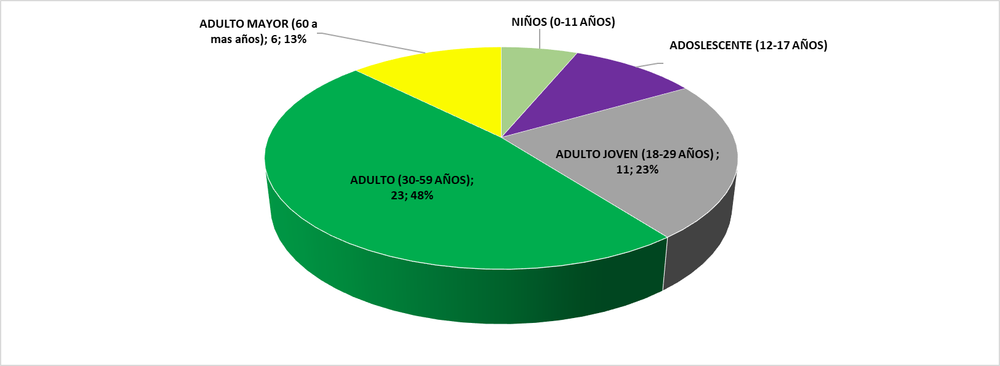 NIÑOS (0-11 AÑOS)
ADULTO MAYOR (60 a
mas años); 6; 13%
ADOSLESCENTE (12-17 AÑOS)
ADULTO JOVEN (18-29 AÑOS) ;
11; 23%
ADULTO (30-59 AÑOS);
23; 48%